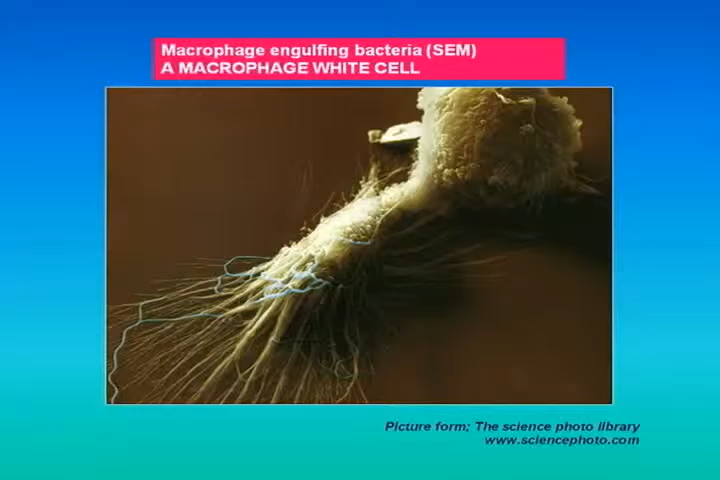 Macrophage engulfing bacteria (SEM)
A MACROPHAGE WHITE CELL
Picture form; The science photo library
www.sciencephoto.com